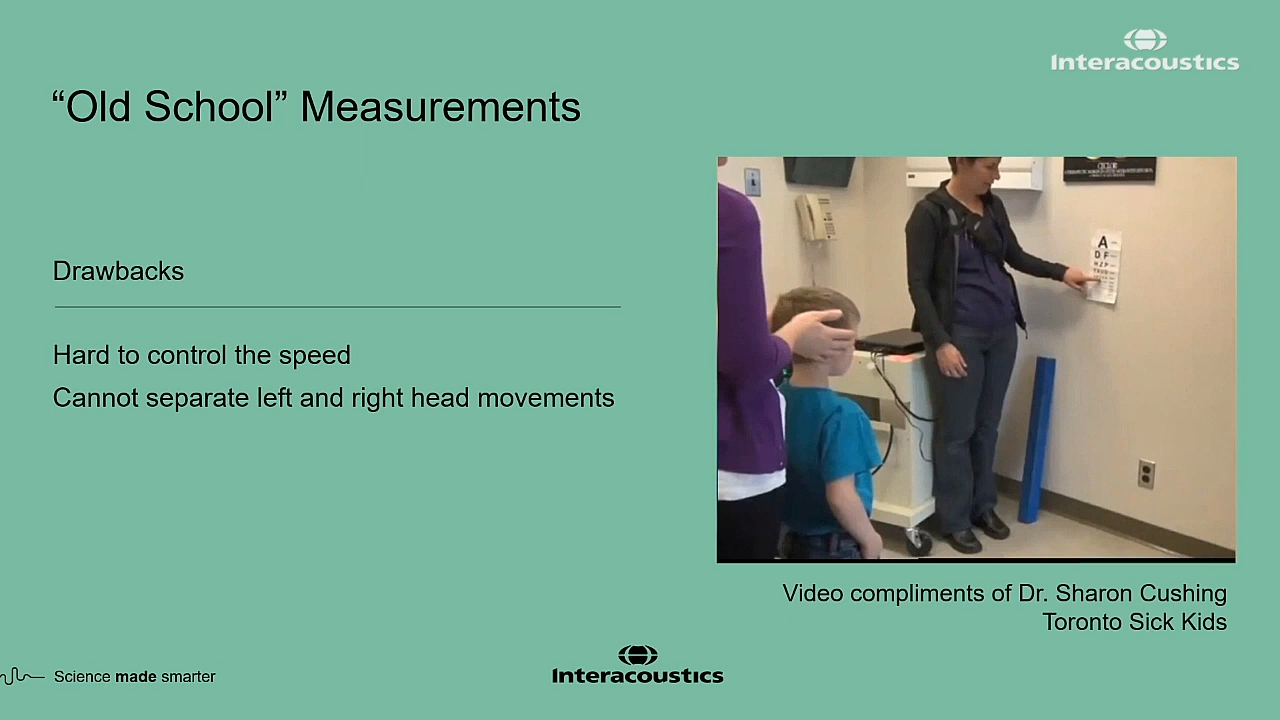 Interacoustics
“Old School” Measurements
Drawbacks
Hard to control the speed
Cannot separate left and right head movements
A
D F
H Z P
Video compliments of Dr. Sharon Cushing
Toronto Sick Kids
Science made smarter
Interacoustics